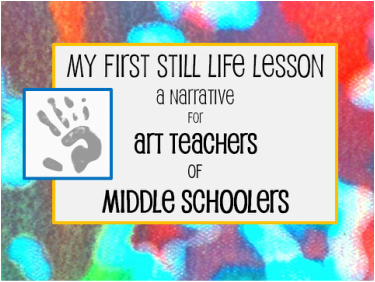 My First Still Life Lesson
a Narrative
for
Art Teachers
of
Middle Schoolers